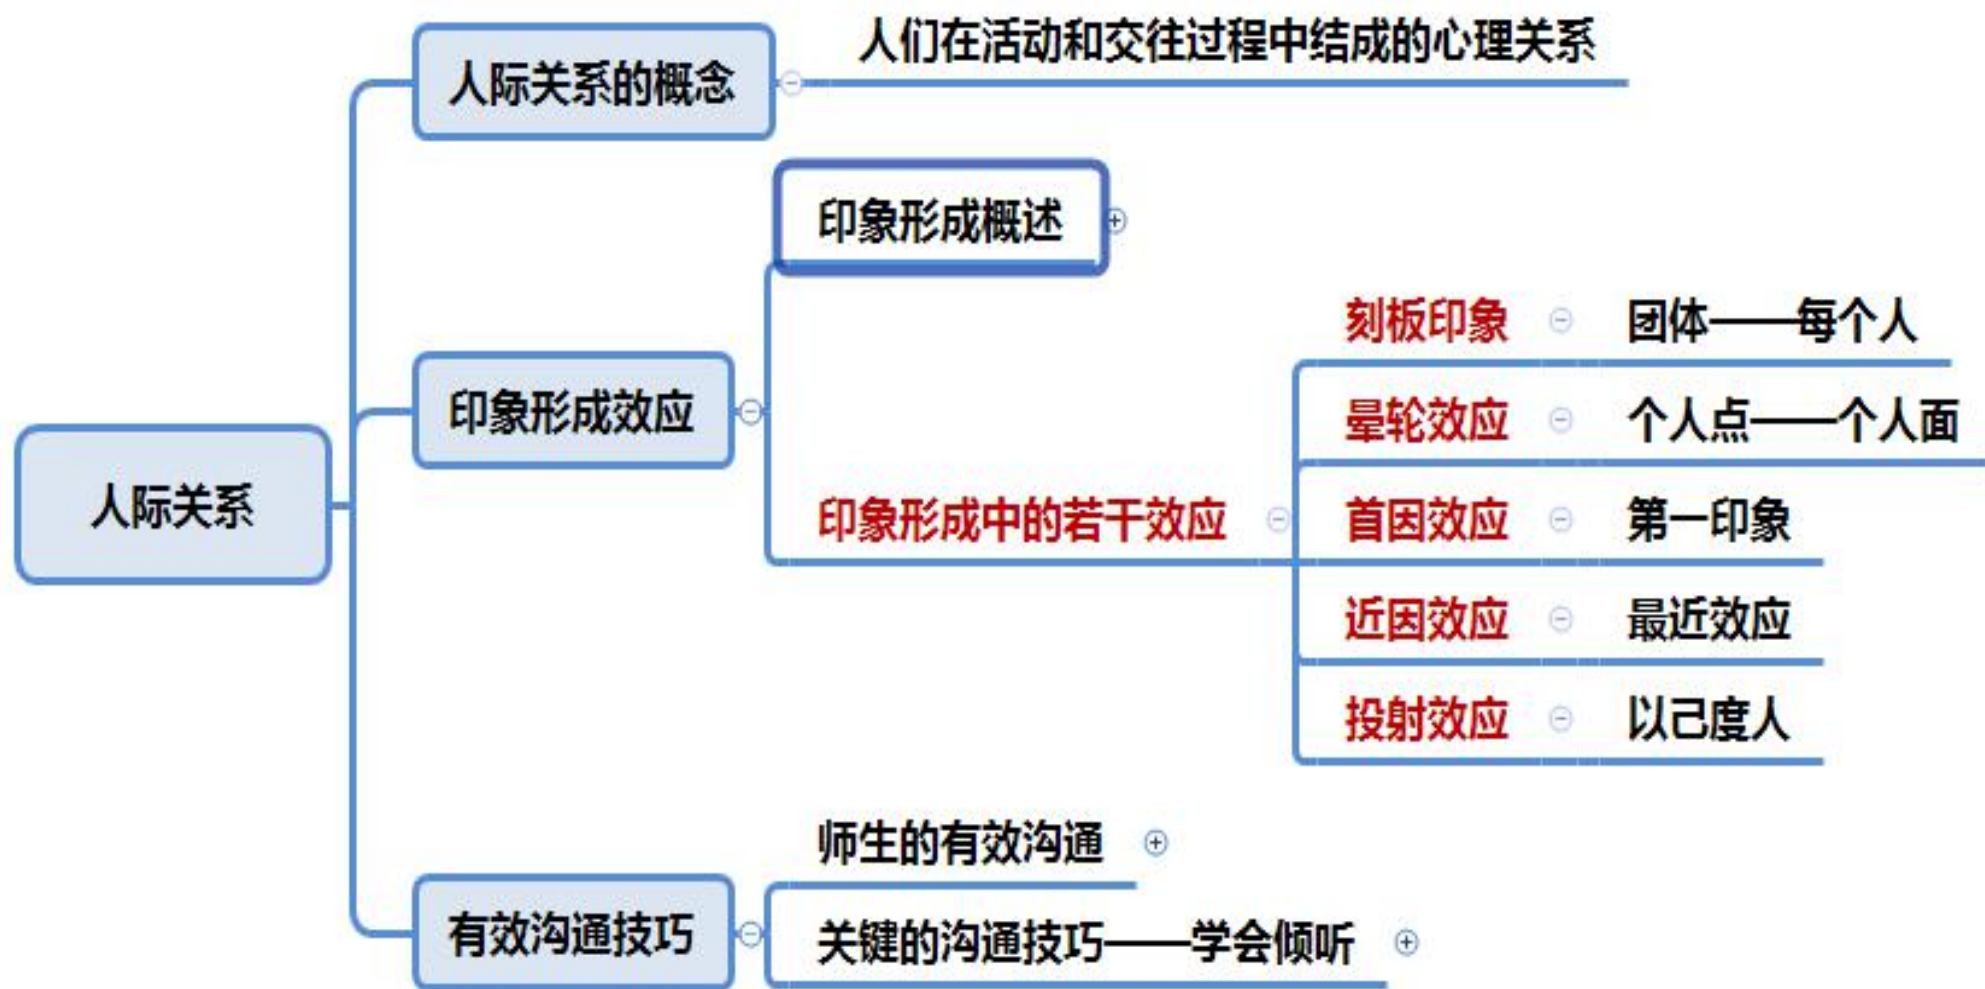 人际关系
人际关系的概念
人们在活动和交往过程中结成的心理关系
印象形成效应
印象形成概述
印象形成中的若干效应
刻板印象 团体——每个人
晕轮效应 个人点——个人面
首因效应 第一印象
近因效应 最近效应
投射效应 以己度人
有效沟通技巧
师生的有效沟通
关键的沟通技巧——学会倾听